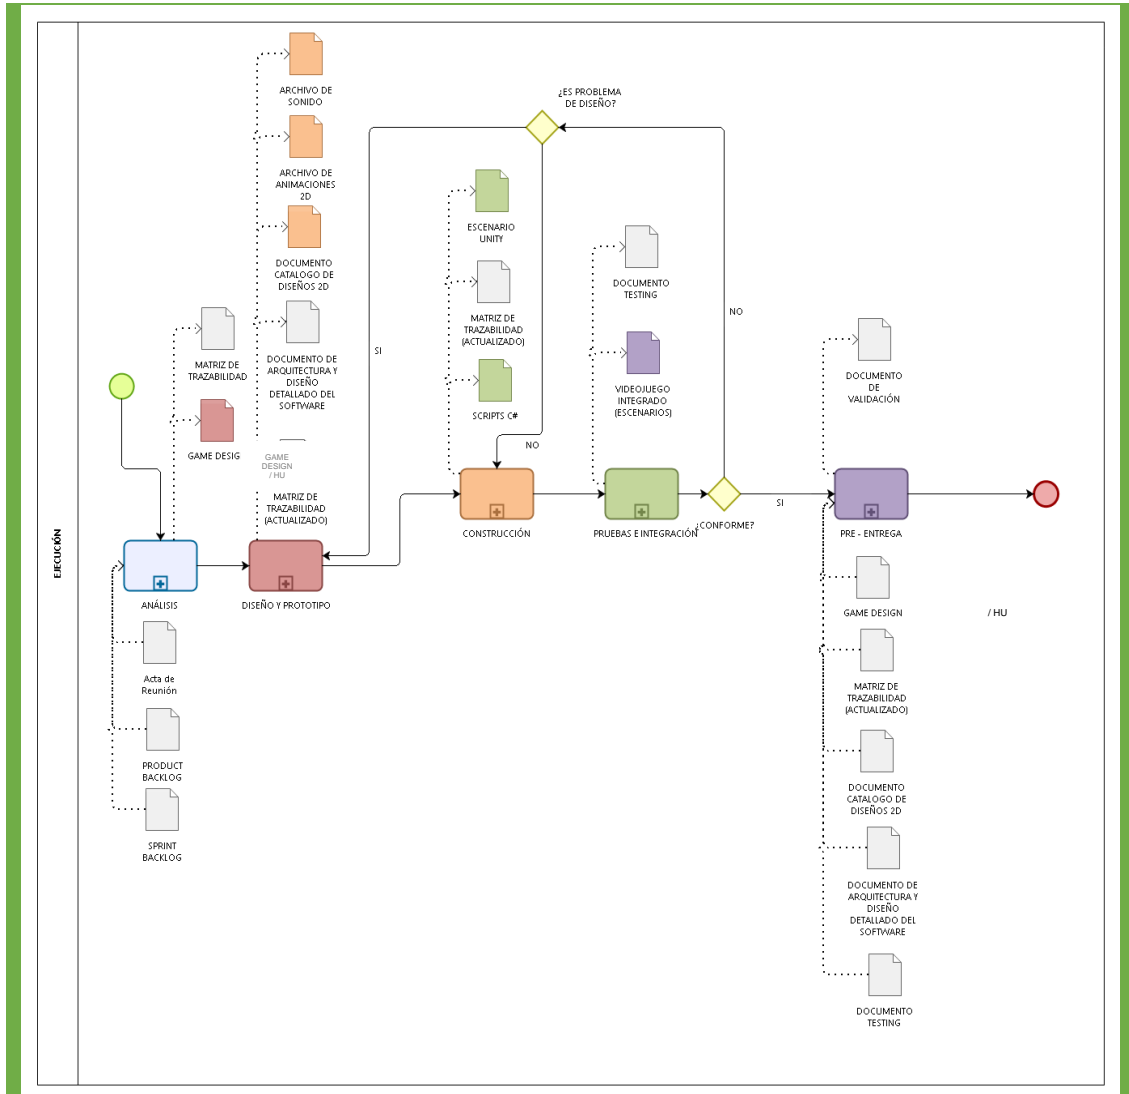 EJECUCIÓN
ARCHIVO DE
SONIDO
ARCHIVO DE
ANIMACIONES
2D
DOCUMENTO
CATALOGO DE
DISEÑOS 2D
DOCUMENTO DE
ARQUITECTURA Y
DISEÑO
DETALLADO DEL
SOFTWARE
GAME
DESIGN
/ HU
MATRIZ DE
TRAZABILIDAD
(ACTUALIZADO)
MATRIZ DE
TRAZABILIDAD
GAME DESIG
ANÁLISIS
DISEÑO Y PROTOTIPO
Acta de
Reunión
PRODUCT
BACKLOG
SPRINT
BACKLOG
¿ES PROBLEMA
DE DISEÑO?
SI
NO
ESCENARIO
UNITY
MATRIZ DE
TRAZABILIDAD
(ACTUALIZADO)
SCRIPTS C#
NO
CONSTRUCCIÓN
DOCUMENTO
TESTING
VIDEOJUEGO
INTEGRADO
(ESCENARIOS)
PRUEBAS E INTEGRACIÓN
¿CONFORME?
SI
DOCUMENTO
DE
VALIDACIÓN
PRE - ENTREGA
GAME DESIGN
/ HU
MATRIZ DE
TRAZABILIDAD
(ACTUALIZADO)
DOCUMENTO
CATALOGO DE
DISEÑOS 2D
DOCUMENTO DE
ARQUITECTURA Y
DISEÑO
DETALLADO DEL
SOFTWARE
DOCUMENTO
TESTING